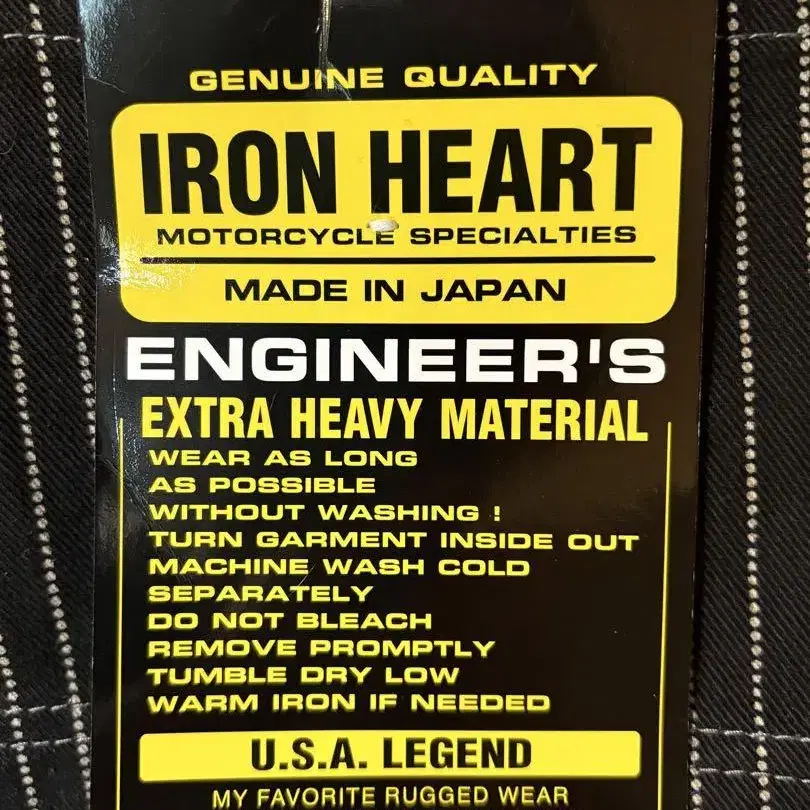 GENUINE QUALITY
IRON HEART
MOTORCYCLE SPECIALTIES
MADE IN JAPAN
ENGINEER'S
EXTRA HEAVY MATERIAL
WEAR AS LONG
AS POSSIBLE
WITHOUT WASHING !
TURN GARMENT INSIDE OUT
MACHINE WASH COLD
SEPARATELY
DO NOT BLEACH
REMOVE PROMPTLY
TUMBLE DRY LOW
WARM IRON IF NEEDED
U.S.A. LEGEND
MY FAVORITE RUGGED WEAR